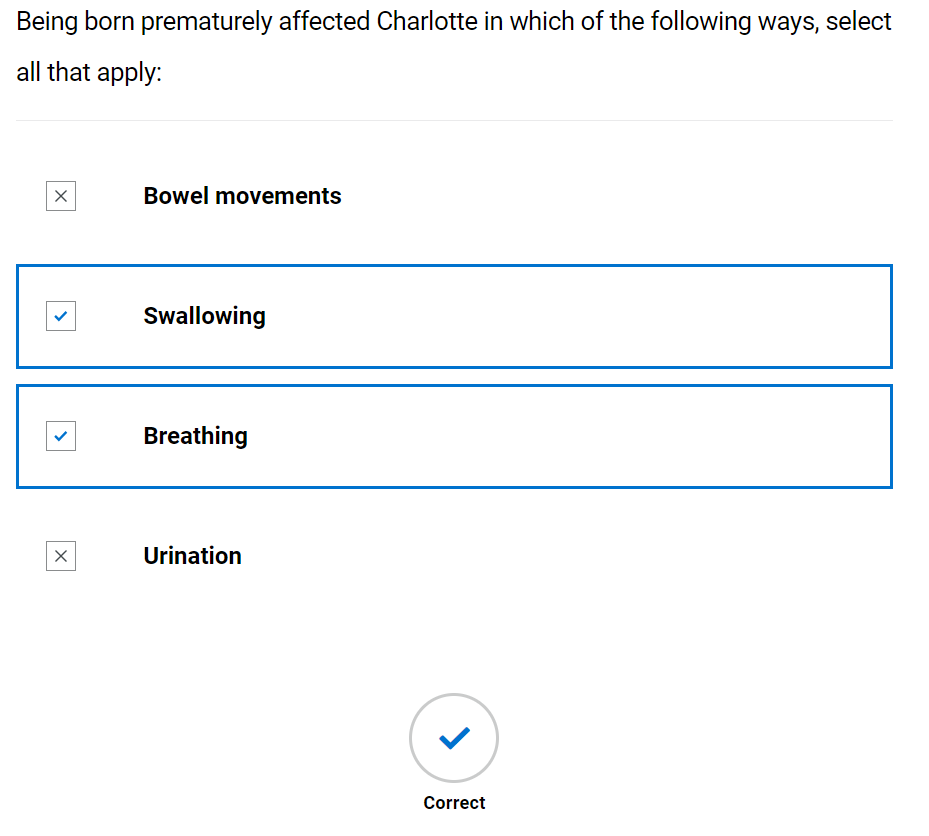 Being born prematurely affected Charlotte in which of the following ways, select
all that apply:
Bowel movements
Swallowing
Breathing
Urination
Correct